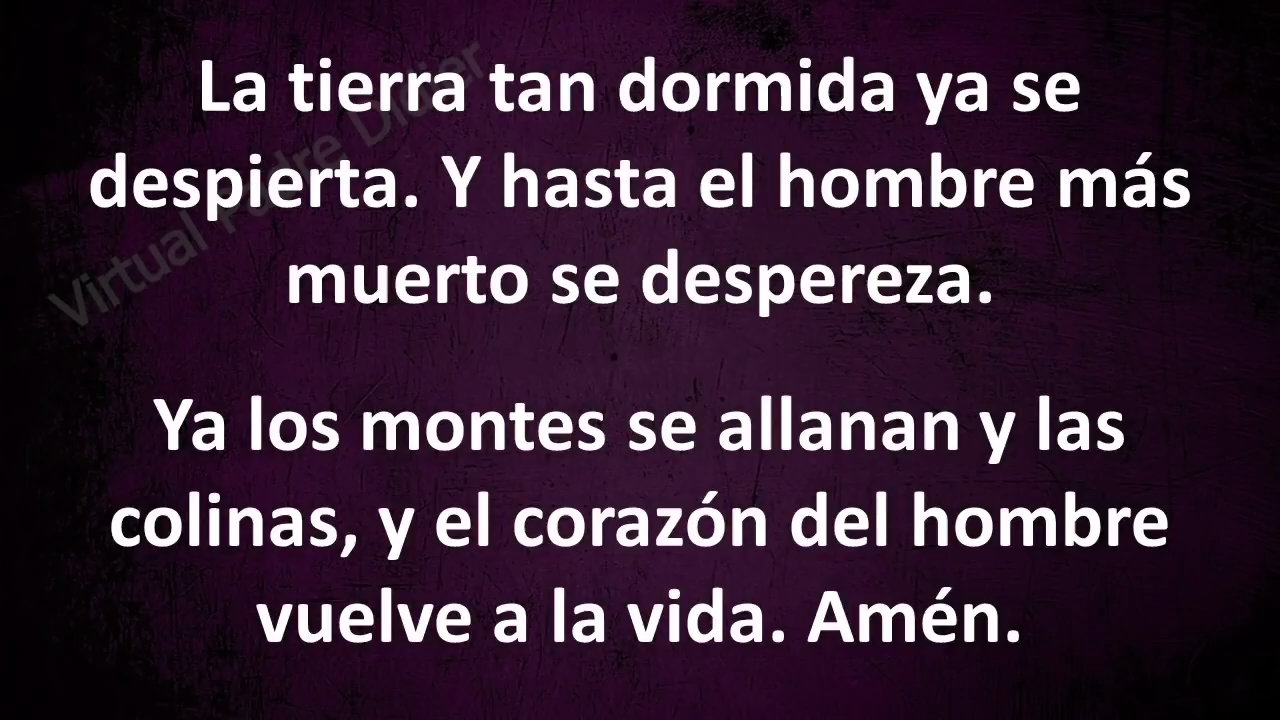 La tierra tan dormida ya se
despierta. Y hasta el hombre más
muerto se despereza.
Ya los montes se allanan y las
colinas, y el corazón del hombre
vuelve a la vida. Amén.
Virtual Padre Didier